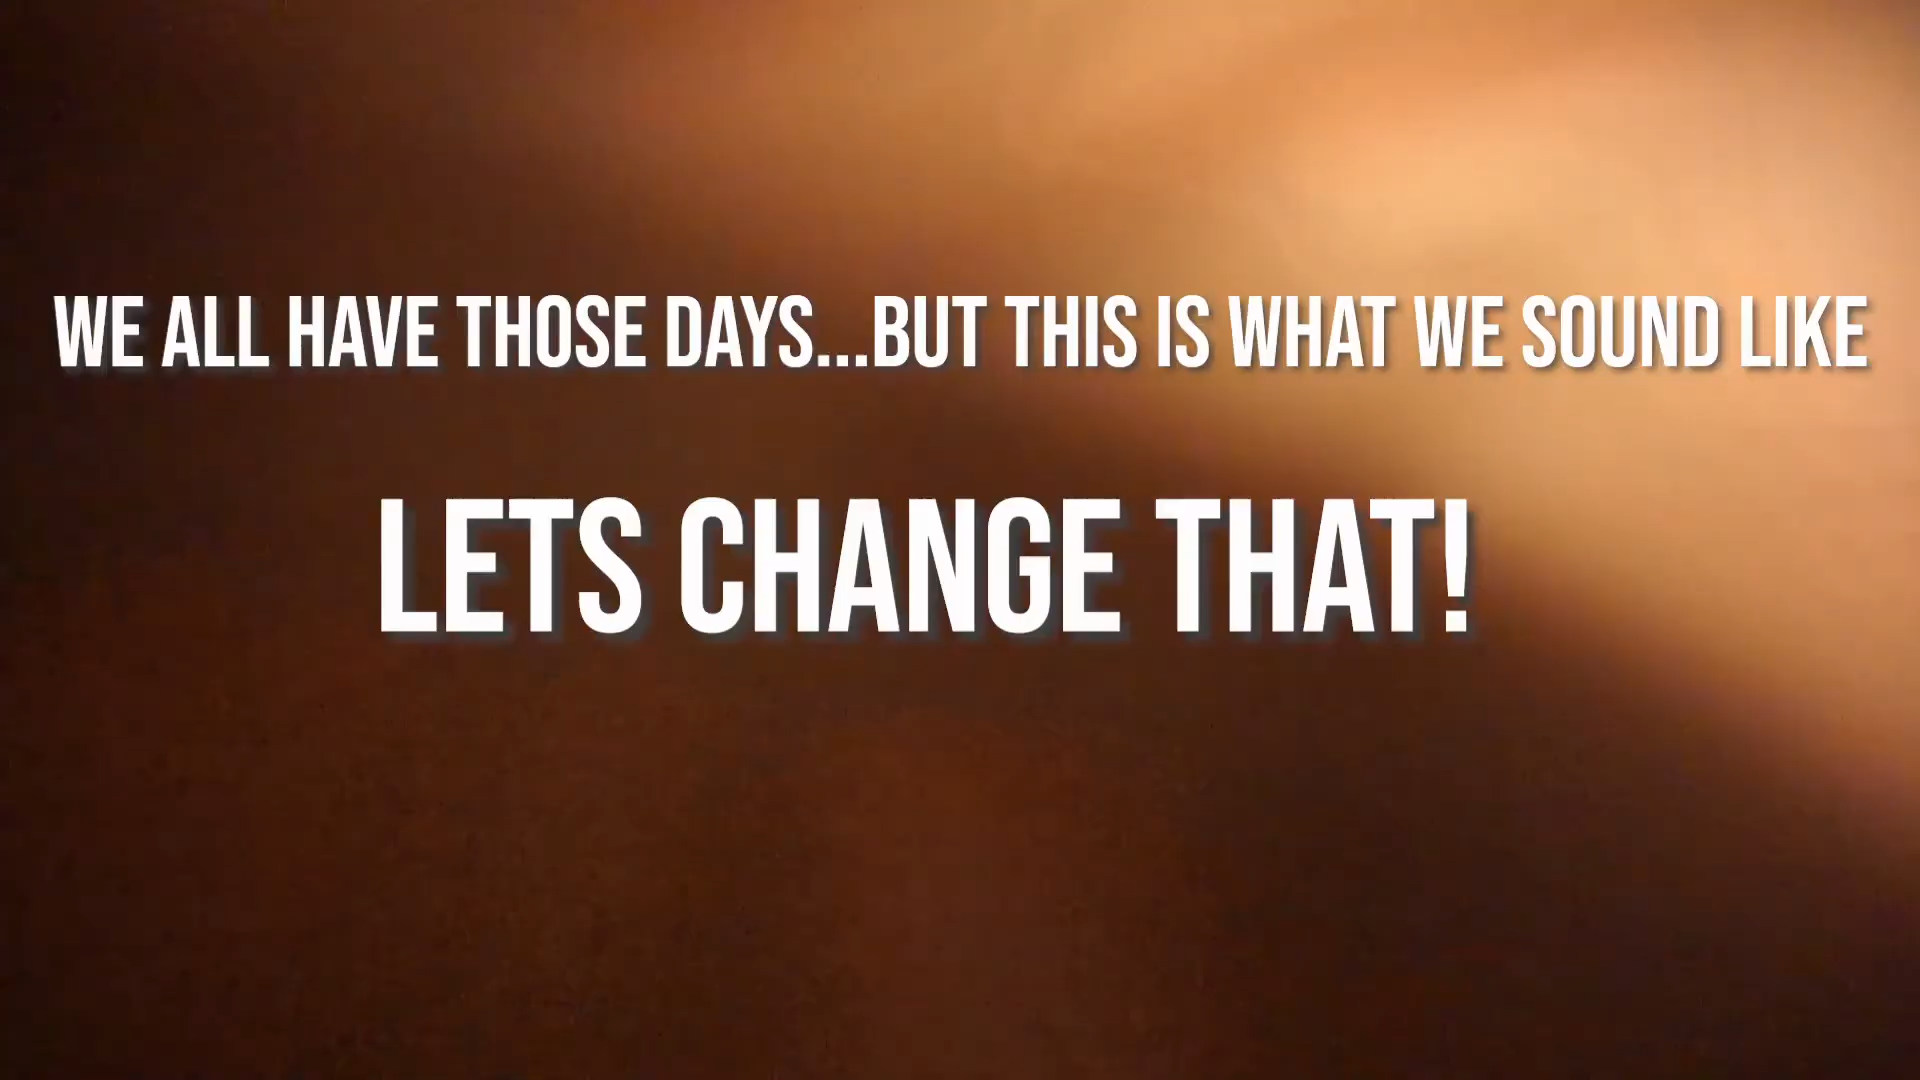 WE ALL HAVE THOSE DAYS...BUT THIS IS WHAT WE SOUND LIKE
LETS CHANGE THAT!